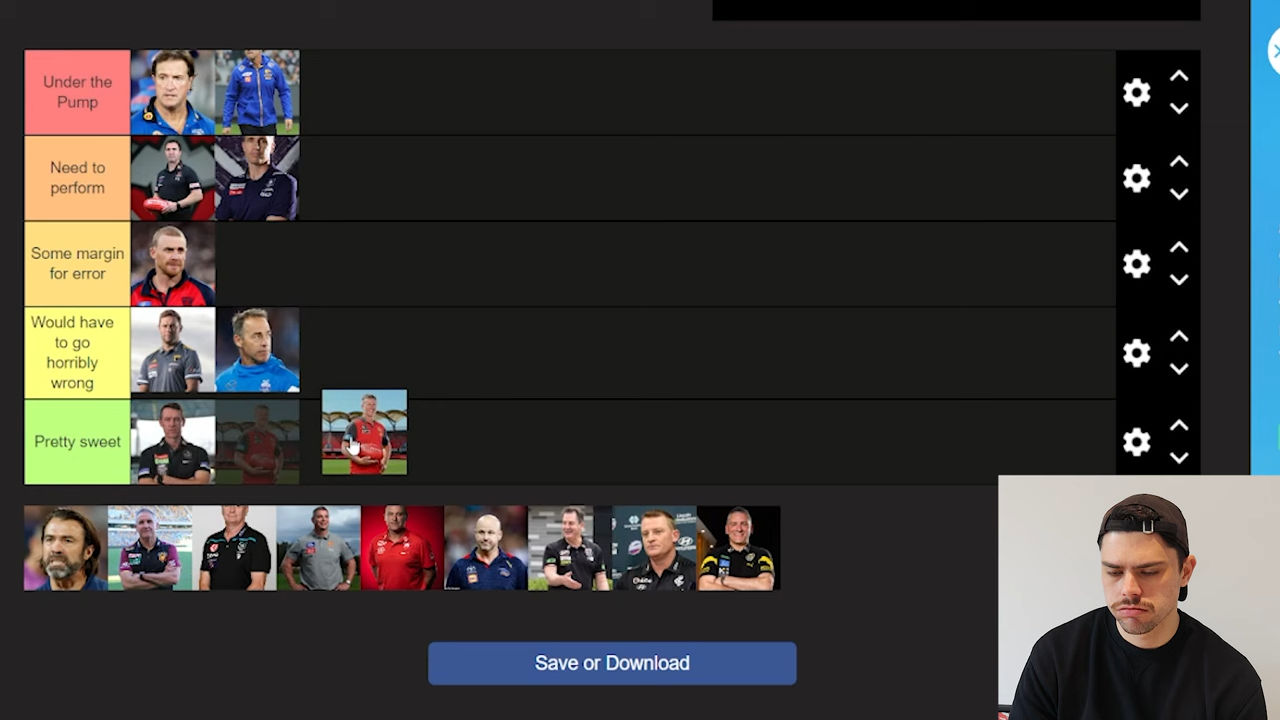 Under the
Pump
Need to
perform
Some margin
for error
Would have
to go
horribly
wrong
Pretty sweet
Save or Download